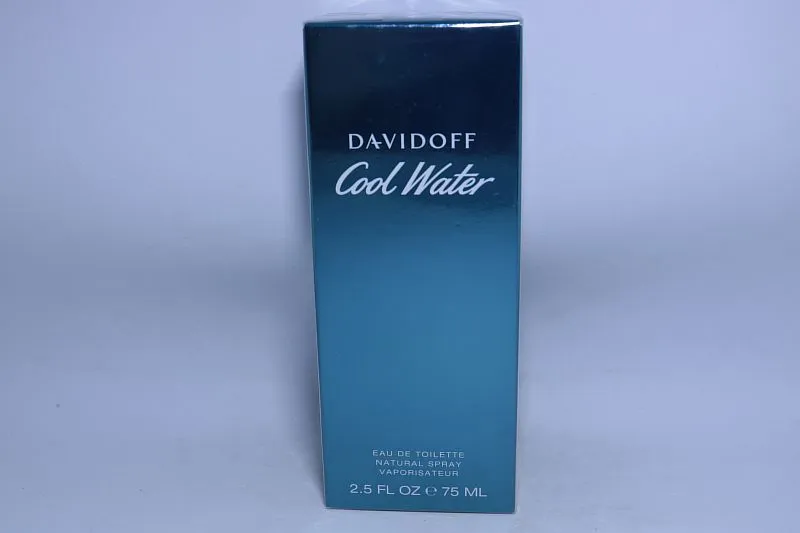 DAVIDOFF
Cool Water
EAU DE TOILETTE
NATURAL SPRAY
VAPORISATEUR
2.5 FL OZ ℮ 75 ML